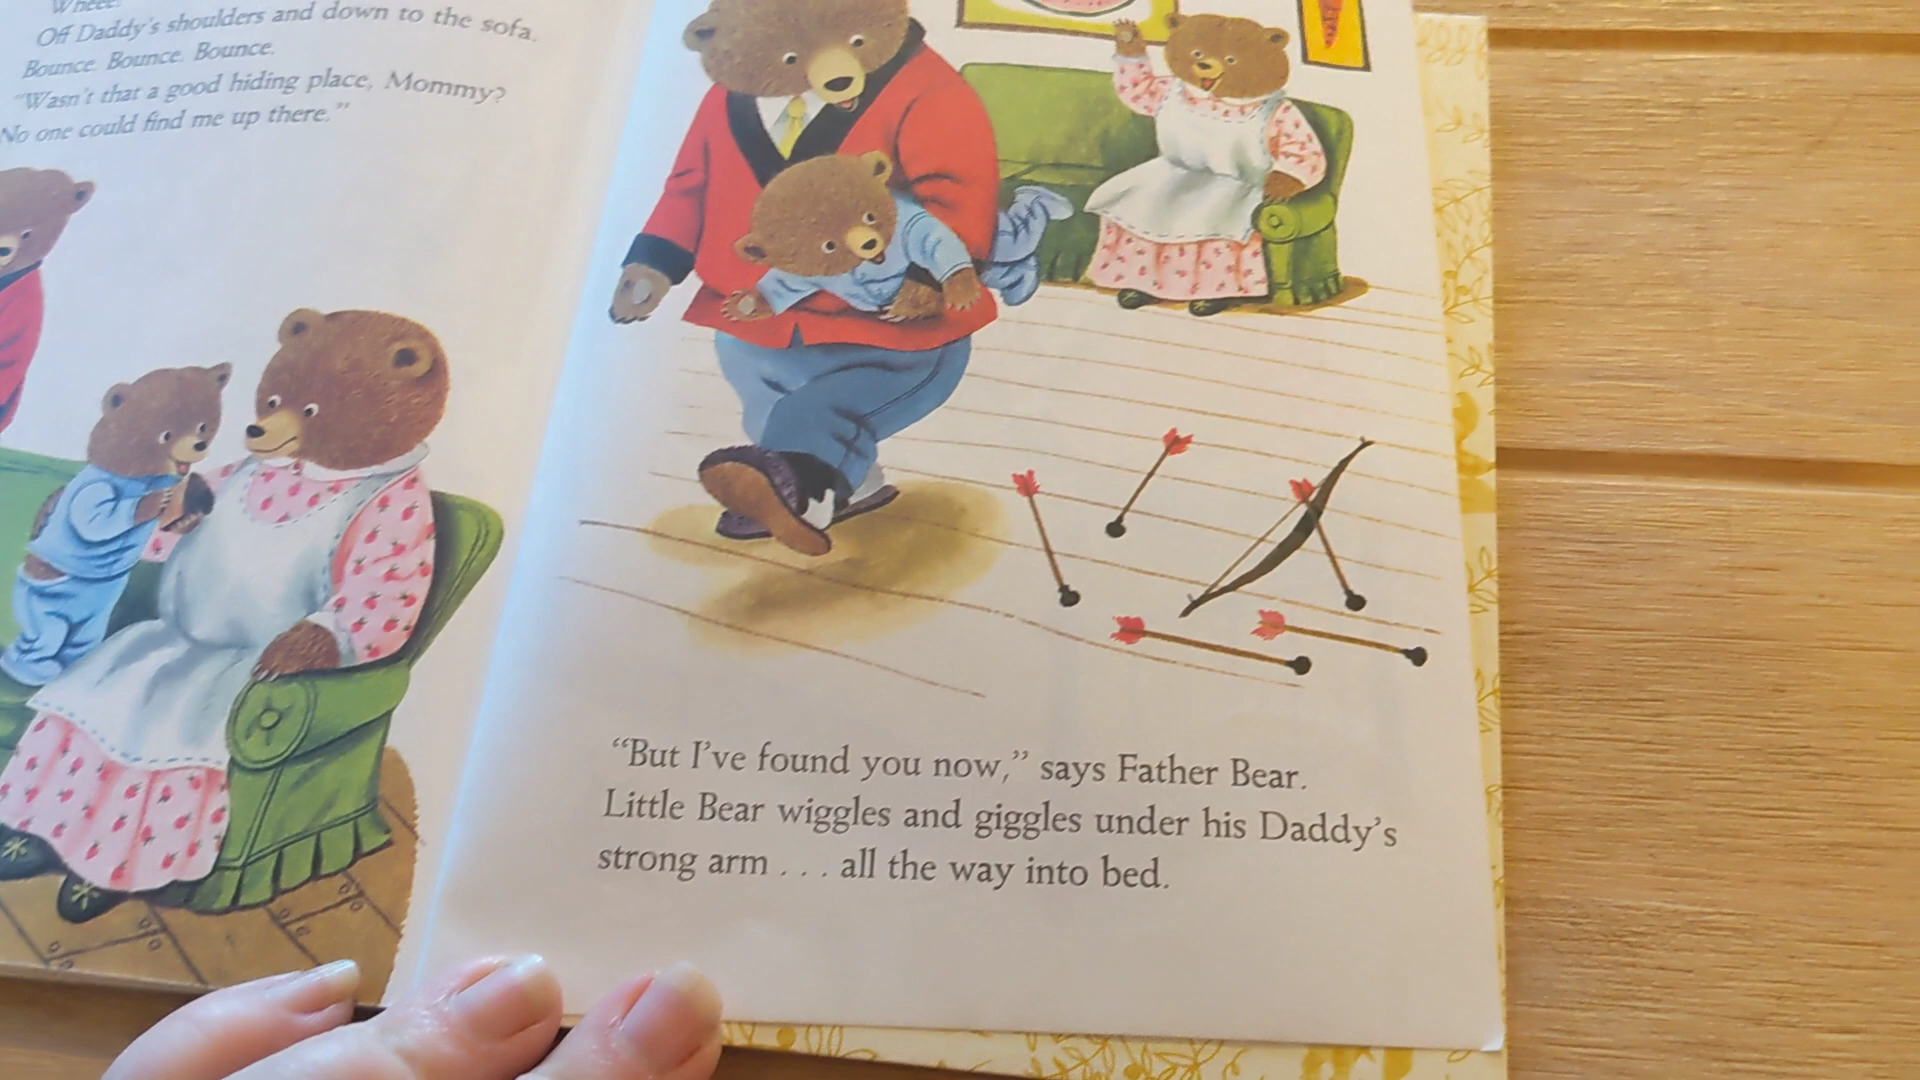 Wheee!
Off Daddy's shoulders and down to the sofa.
Bounce. Bounce. Bounce.
"Wasn't that a good hiding place, Mommy?
No one could find me up there."
"But I've found you now," says Father Bear.
Little Bear wiggles and giggles under his Daddy's
strong arm . . . all the way into bed.